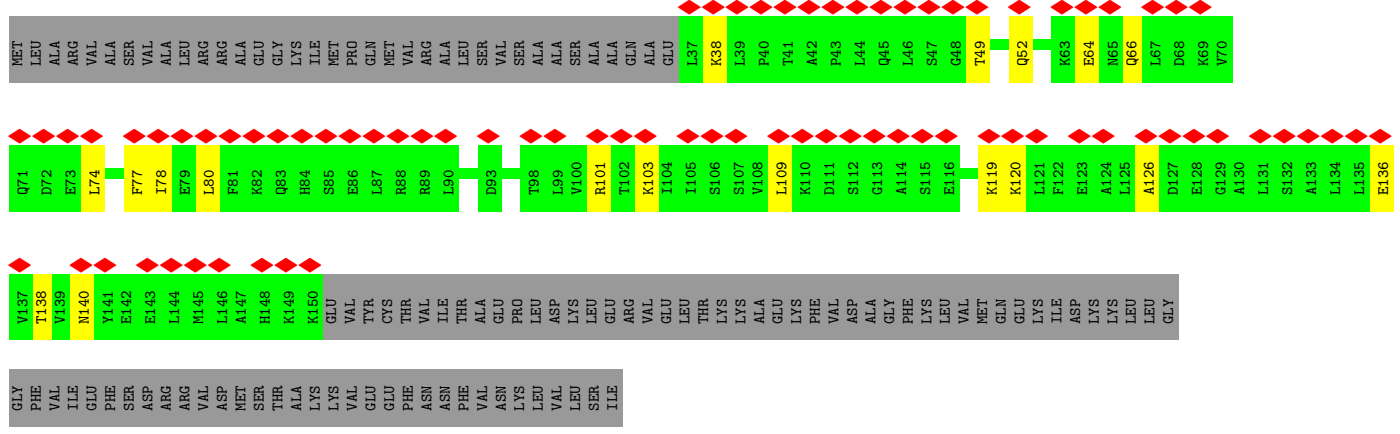 MET LEU ALA ARG VAL ALA SER VAL ALA LEU ARG ARG ALA GLU GLY LYS ILE MET PRO GLN MET VAL ARG ALA LEU SER VAL SER ALA ALA SER ALA ALA GLN ALA GLU L37 K38 L39 P40 T41 A42 P43 L44 Q45 L46 S47 G48 T49 Q52 K63 E64 N65 Q66 L67 D68 K69 V70
Q71 D72 E73 L74 F77 I78 E79 L80 F81 K82 Q83 H84 S85 E86 L87 R88 R89 L90 D93 T98 L99 V100 R101 T102 K103 I104 I105 S106 S107 V108 L109 K110 D111 S112 G113 A114 S115 E116 K119 K120 L121 F122 E123 A124 L125 A126 D127 E128 G129 A130 L131 S132 A133 L134 L135 E136
V137 T138 V139 N140 Y141 E142 E143 L144 M145 L146 A147 H148 K149 K150 GLU VAL TYR CYS THR VAL ILE THR ALA GLU PRO LEU ASP LYS LEU GLU ARG VAL GLU LEU THR LYS LYS ALA GLU LYS PHE VAL ASP ALA GLY PHE LYS LEU VAL MET GLN GLU LYS ILE ASP LYS LYS LEU LEU GLY
GLY PHE VAL ILE GLU PHE SER ASP ARG ARG VAL ASP MET SER THR ALA LYS LYS VAL GLU GLU PHE ASN ASN PHE VAL ASN LYS LEU VAL LEU SER ILE